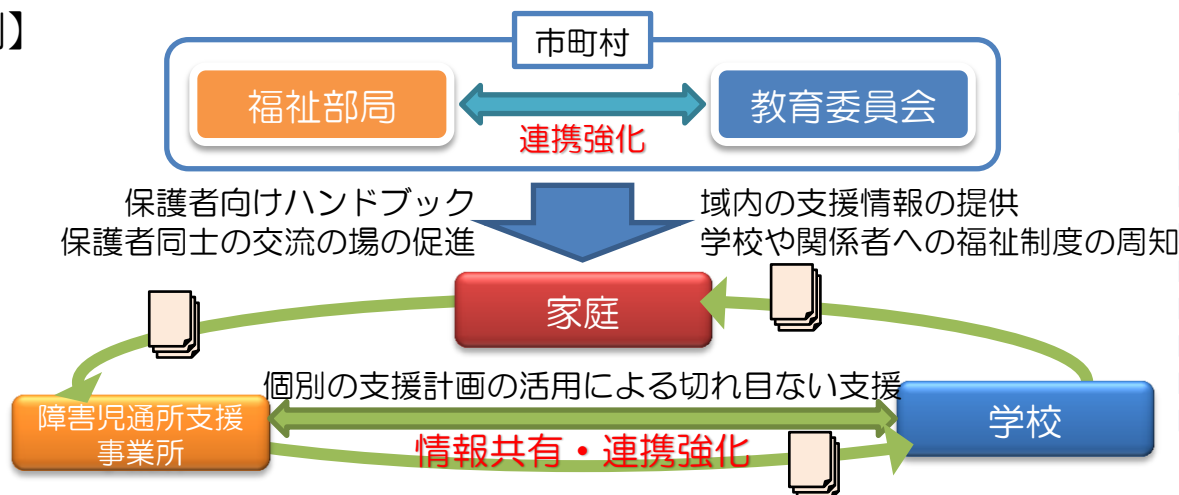 】
市町村
福祉部局
教育委員会
連携強化
保護者向けハンドブック
保護者同士の交流の場の促進
域内の支援情報の提供
学校や関係者への福祉制度の周知
家庭
個別の支援計画の活用による切れ目ない支援
障害児通所支援
事業所
学校
情報共有・連携強化